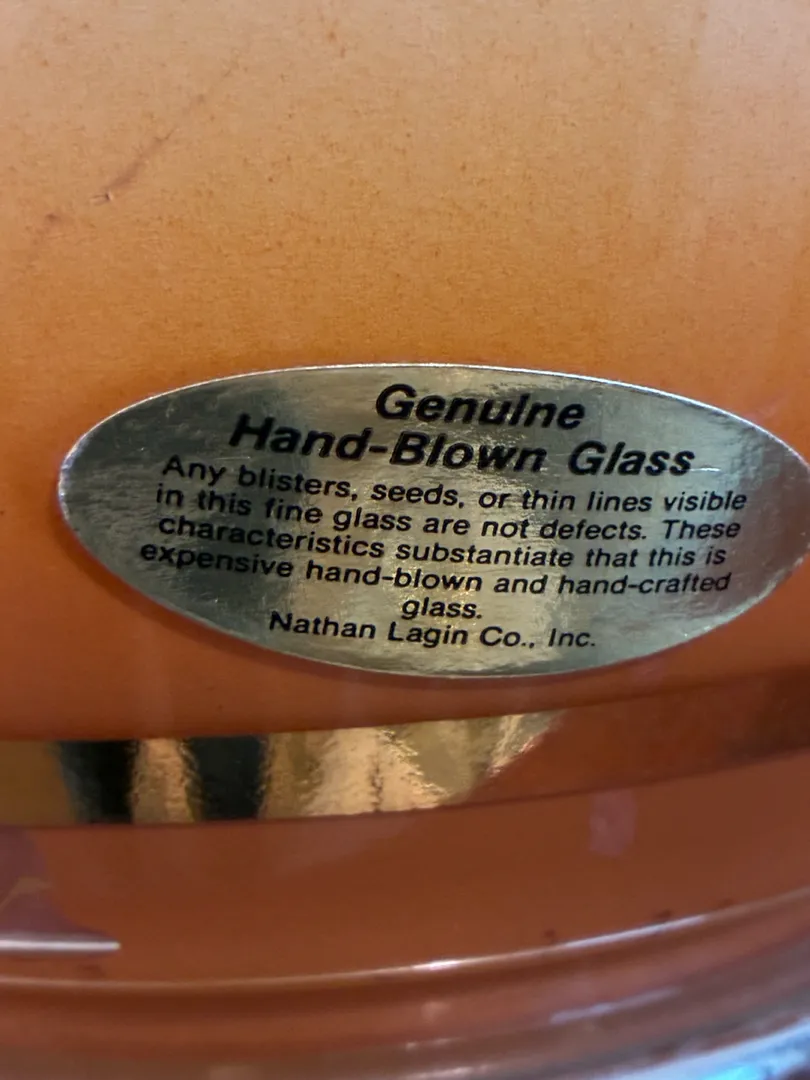 Genuine
Hand-Blown Glass
Any blisters, seeds, or thin lines visible
in this fine glass are not defects. These
characteristics substantiate that this is
expensive hand-blown and hand-crafted
glass.
Nathan Lagin Co., Inc.